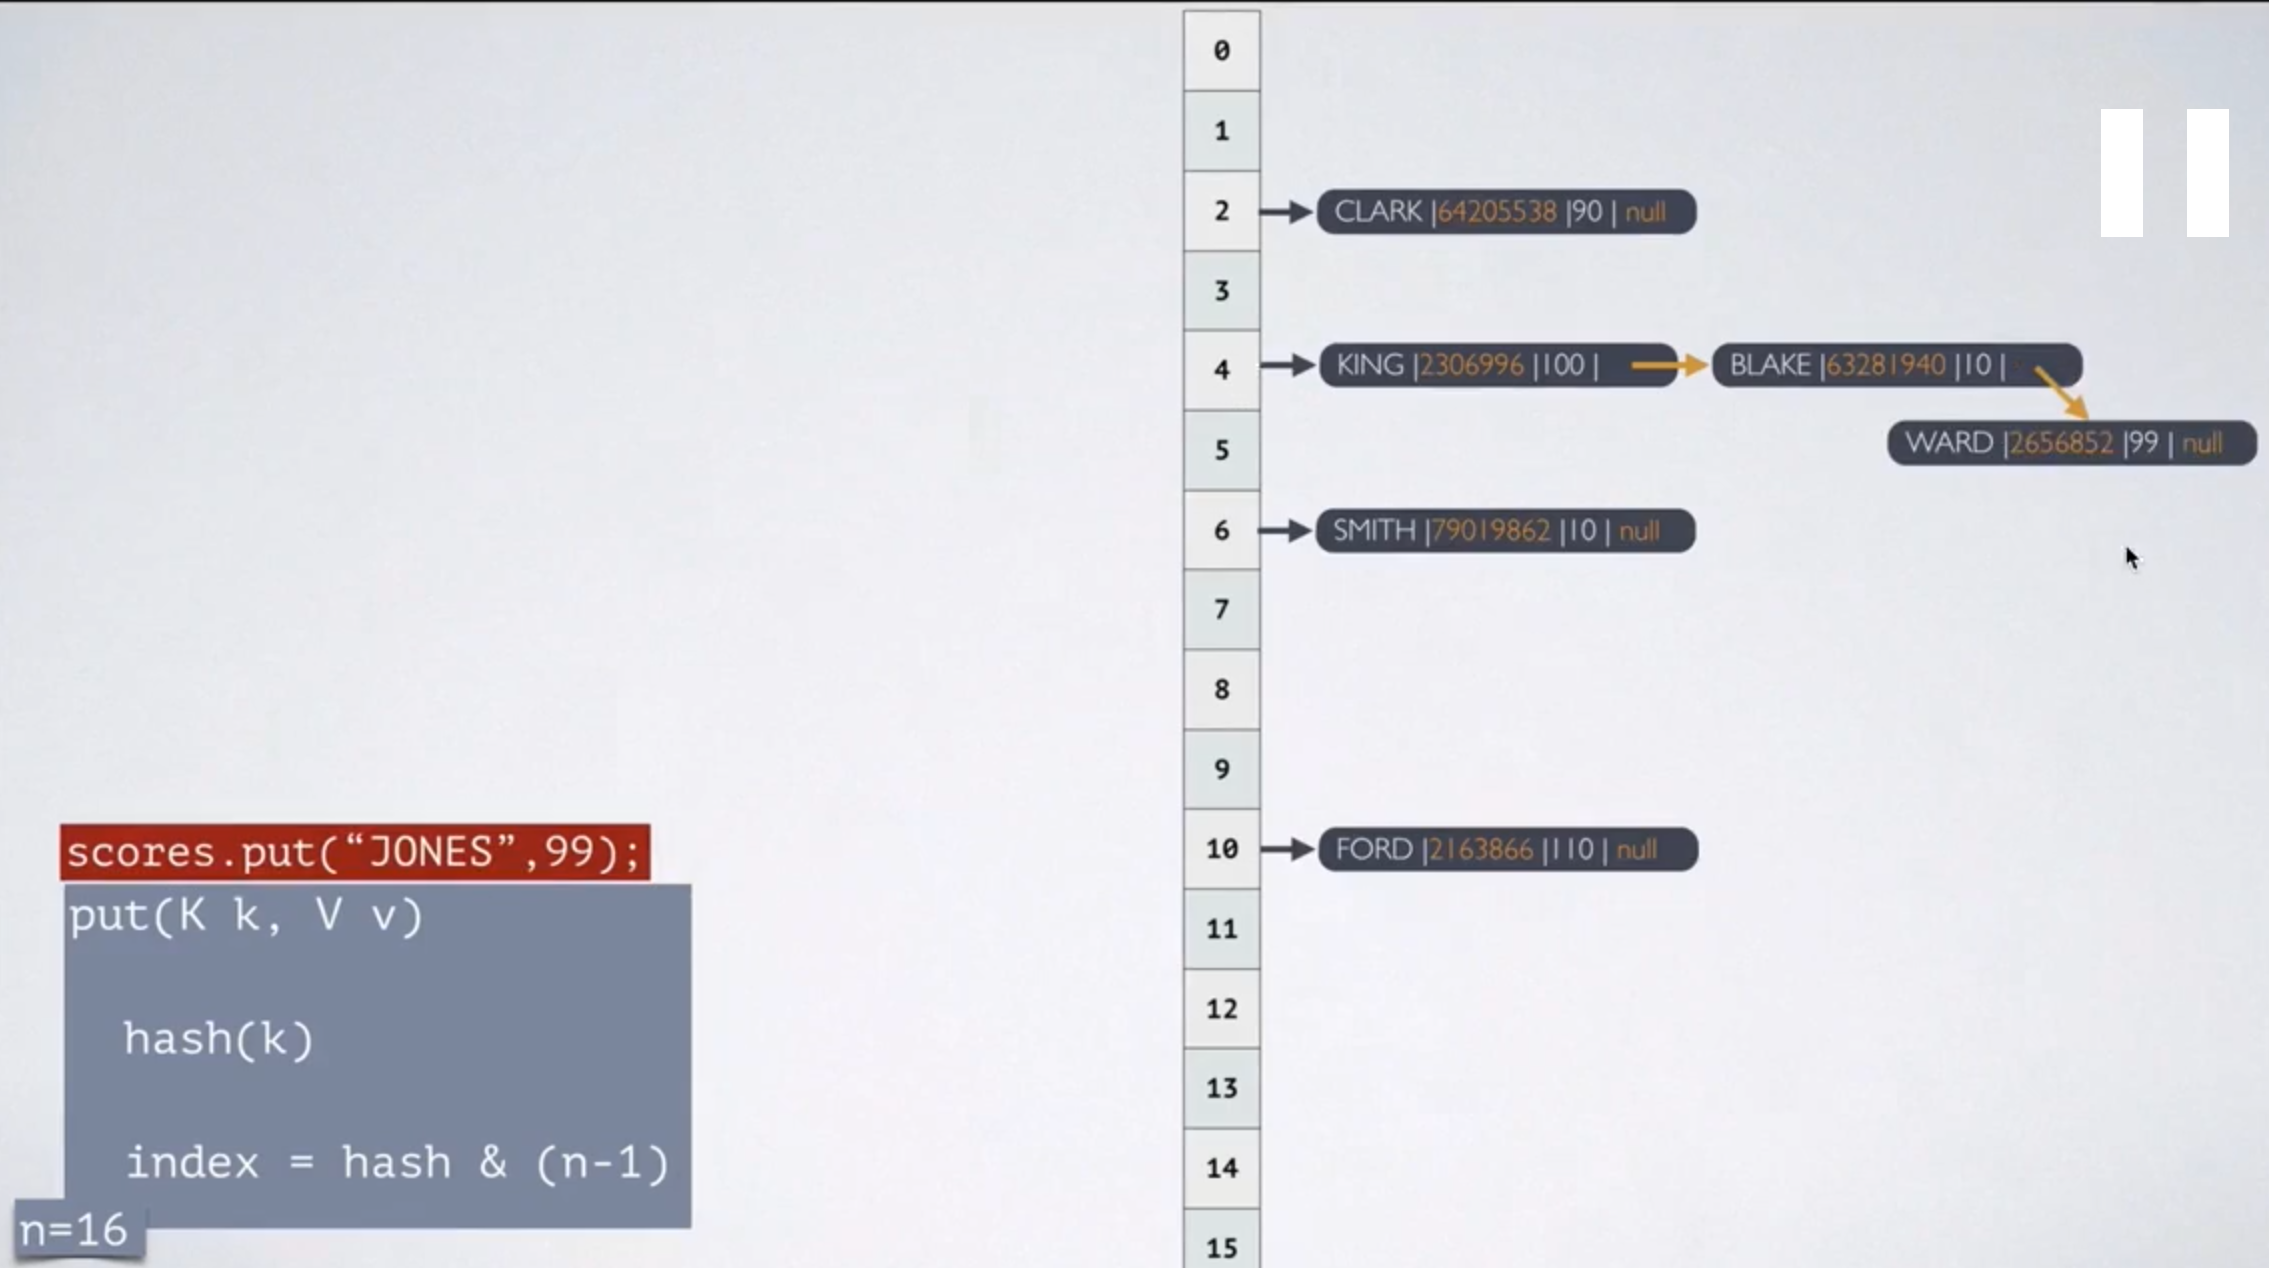 0
1
2
CLARK |64205538 |90 | null
3
4
KING |2306996 |100 |
BLAKE |63281940 |10 |
5
WARD |2656852 |99 | null
6
SMITH |79019862 |10 | null
7
8
9
10
FORD |2163866 |110 | null
11
12
13
14
15
scores.put(“JONES”,99);
put(K k, V v)
hash(k)
index = hash & (n-1)
n=16